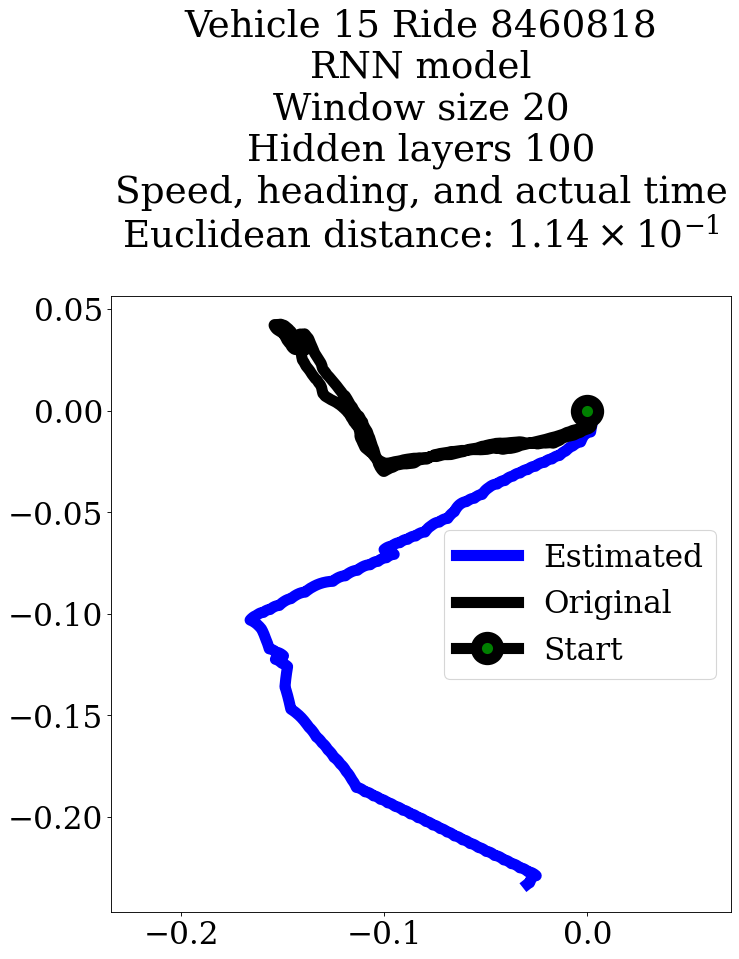 Vehicle 15 Ride 8460818
RNN model
Window size 20
Hidden layers 100
Speed, heading, and actual time
Euclidean distance: 1.14 × 10⁻¹
0.05
0.00
−0.05
−0.10
−0.15
−0.20
Estimated
Original
Start
−0.2
−0.1
0.0